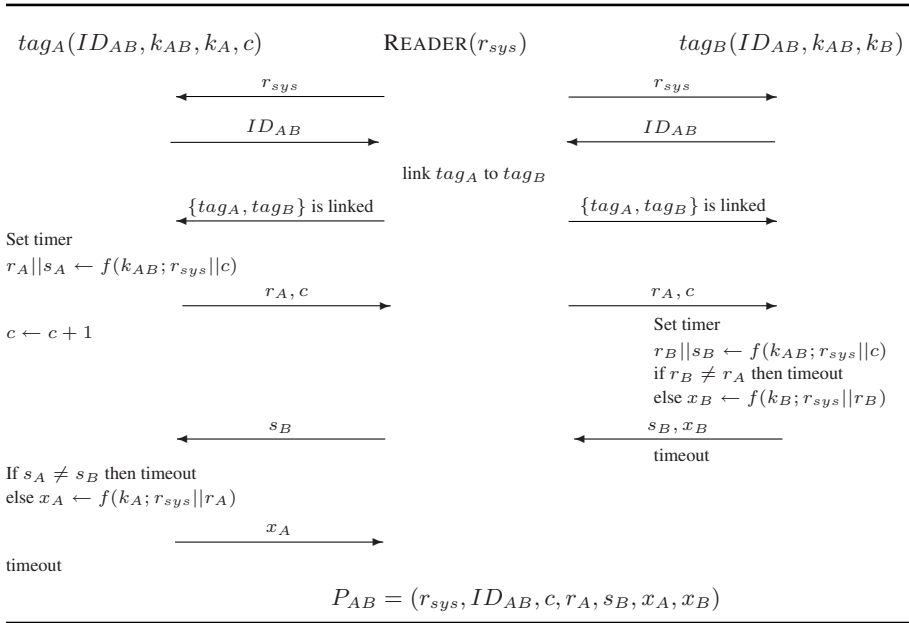 tag_A(ID_AB, k_AB, k_A, c) READER(r_sys) tag_B(ID_AB, k_AB, k_B)
r_sys r_sys
ID_AB ID_AB
link tag_A to tag_B
{tag_A, tag_B} is linked {tag_A, tag_B} is linked
Set timer
r_A||s_A ← f(k_AB; r_sys||c)
r_A, c r_A, c
c ← c + 1 Set timer
r_B||s_B ← f(k_AB; r_sys||c)
if r_B ≠ r_A then timeout
else x_B ← f(k_B; r_sys||r_B)
s_B s_B, x_B
timeout
If s_A ≠ s_B then timeout
else x_A ← f(k_A; r_sys||r_A)
x_A
timeout
P_AB = (r_sys, ID_AB, c, r_A, s_B, x_A, x_B)